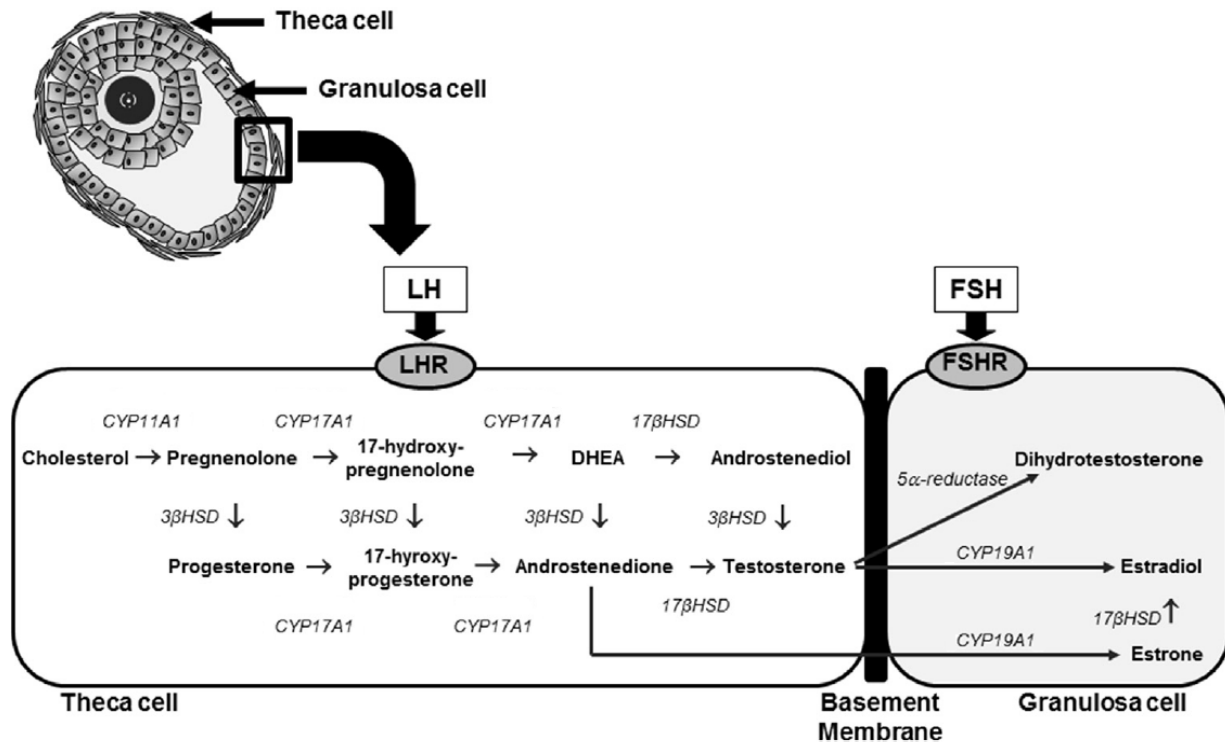 Theca cell
Granulosa cell
LH
FSH
LHR
FSHR
CYP11A1
CYP17A1
CYP17A1
17βHSD
Cholesterol → Pregnenolone → 17-hydroxy-
pregnenolone → DHEA → Androstenediol
Dihydrotestosterone
5α-reductase
3βHSD ↓ 3βHSD ↓ 3βHSD ↓ 3βHSD ↓
CYP19A1
Progesterone → 17-hyroxy-
progesterone → Androstenedione → Testosterone
Estradiol
17βHSD
17βHSD ↑
CYP17A1
CYP17A1
CYP19A1
Estrone
Theca cell
Basement
Membrane
Granulosa cell